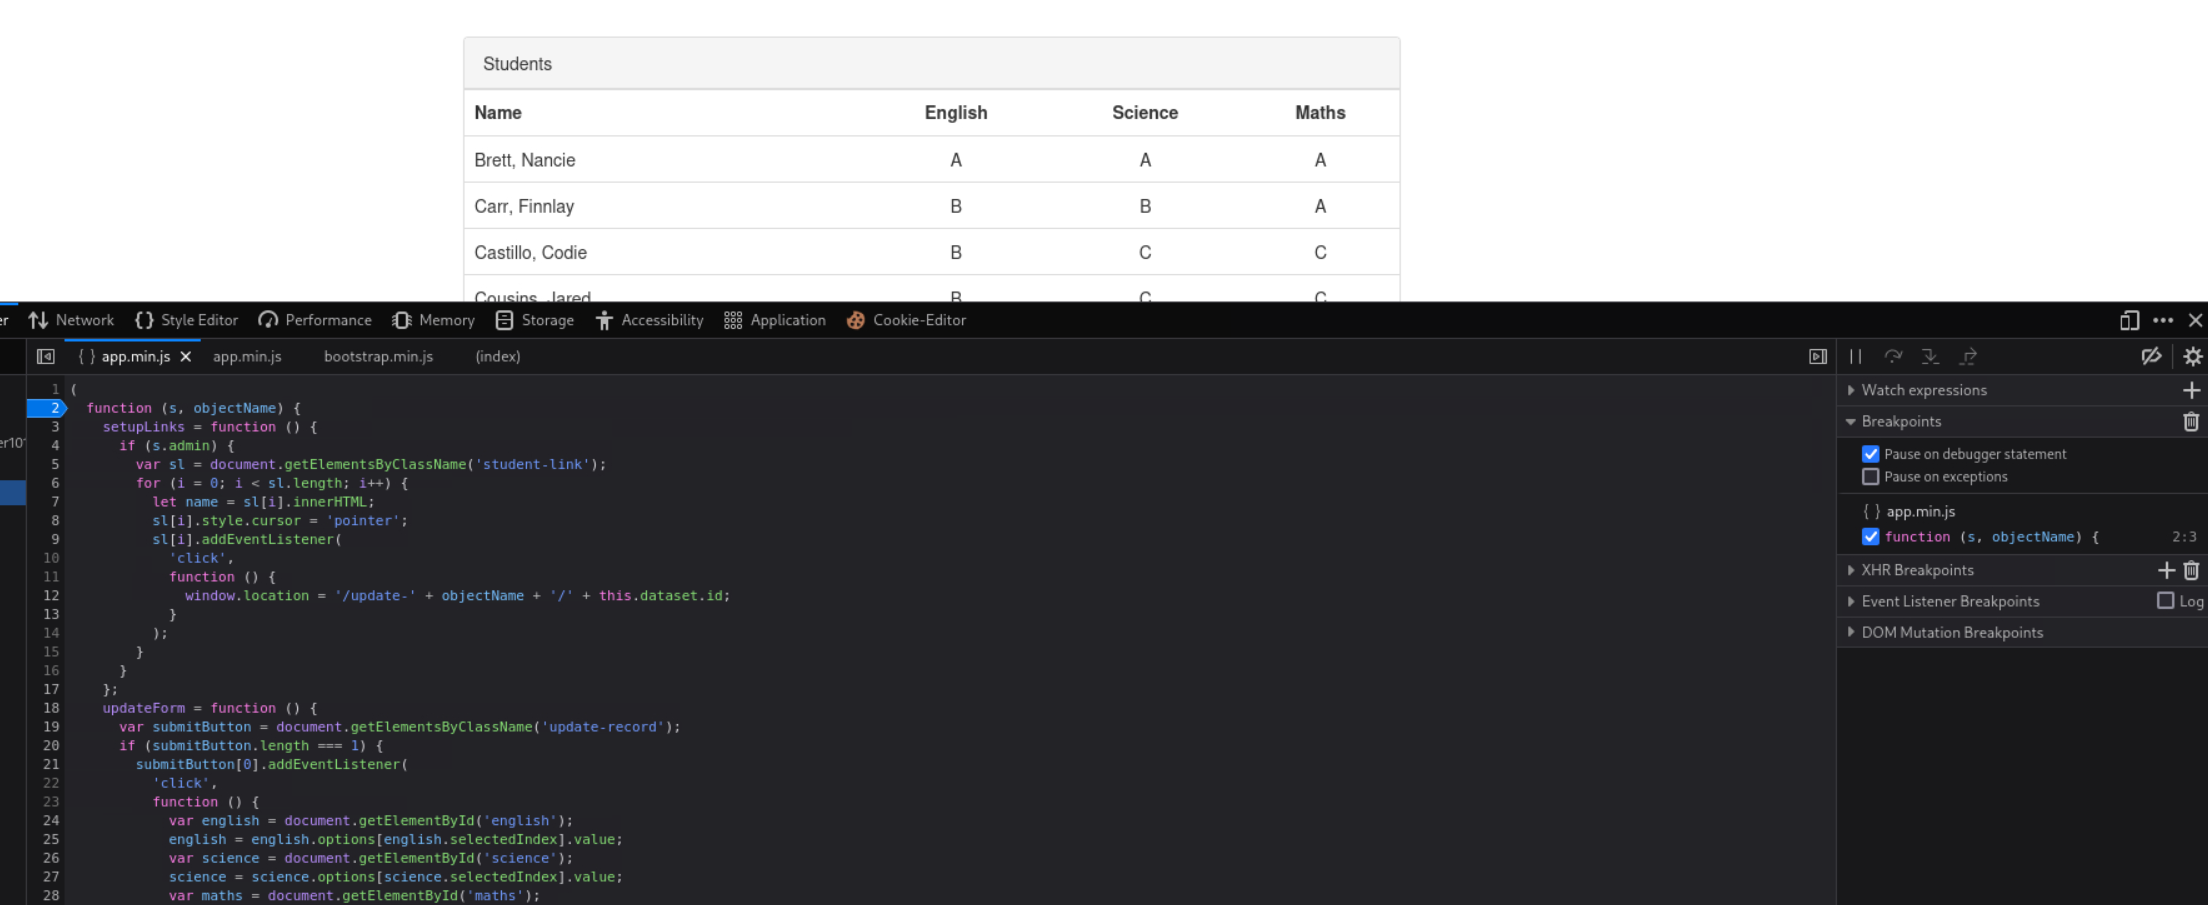 Students
Name English Science Maths
Brett, Nancie A A A
Carr, Finnlay B B A
Castillo, Codie B C C
Cousins, Jared B C C
er Network { } Style Editor Performance Memory Storage Accessibility Application Cookie-Editor
{ } app.min.js app.min.js bootstrap.min.js (index)
1 (
2 function (s, objectName) {
3 setupLinks = function () {
4 if (s.admin) {
5 var sl = document.getElementsByClassName('student-link');
6 for (i = 0; i < sl.length; i++) {
7 let name = sl[i].innerHTML;
8 sl[i].style.cursor = 'pointer';
9 sl[i].addEventListener(
10 'click',
11 function () {
12 window.location = '/update-' + objectName + '/' + this.dataset.id;
13 }
14 );
15 }
16 }
17 };
18 updateForm = function () {
19 var submitButton = document.getElementsByClassName('update-record');
20 if (submitButton.length === 1) {
21 submitButton[0].addEventListener(
22 'click',
23 function () {
24 var english = document.getElementById('english');
25 english = english.options[english.selectedIndex].value;
26 var science = document.getElementById('science');
27 science = science.options[science.selectedIndex].value;
28 var maths = document.getElementById('maths');
er10
Watch expressions
Breakpoints
Pause on debugger statement
Pause on exceptions
{ } app.min.js
function (s, objectName) { 2:3
XHR Breakpoints
Event Listener Breakpoints Log
DOM Mutation Breakpoints